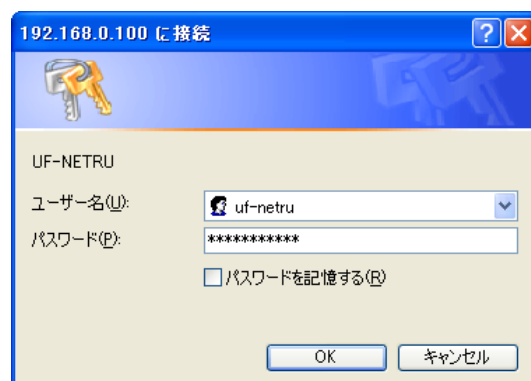 192.168.0.100 に接続
UF-NETRU
ユーザー名(U):
uf-netru
パスワード(P):
***********
パスワードを記憶する(R)
OK
キャンセル